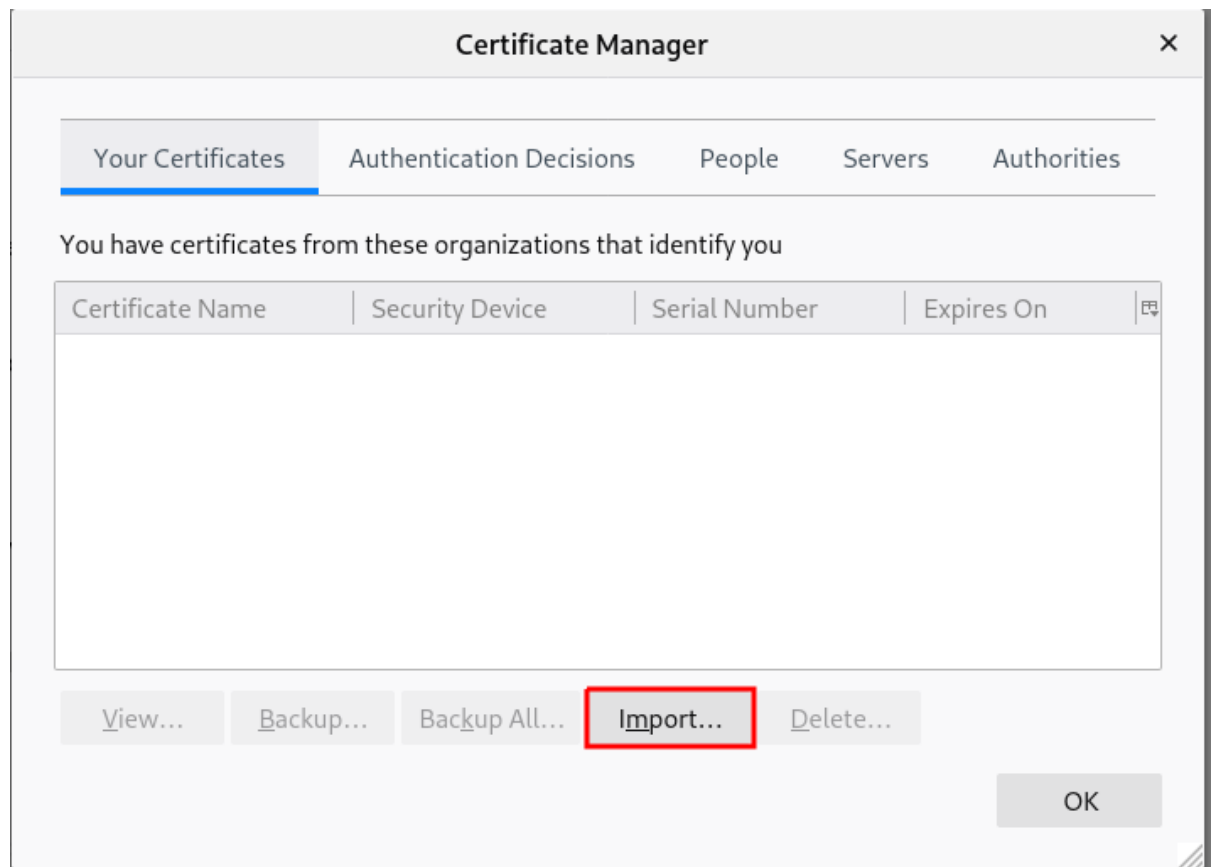 Certificate Manager ×
Your Certificates Authentication Decisions People Servers Authorities
You have certificates from these organizations that identify you
Certificate Name Security Device Serial Number Expires On
View... Backup... Backup All... Import... Delete...
OK